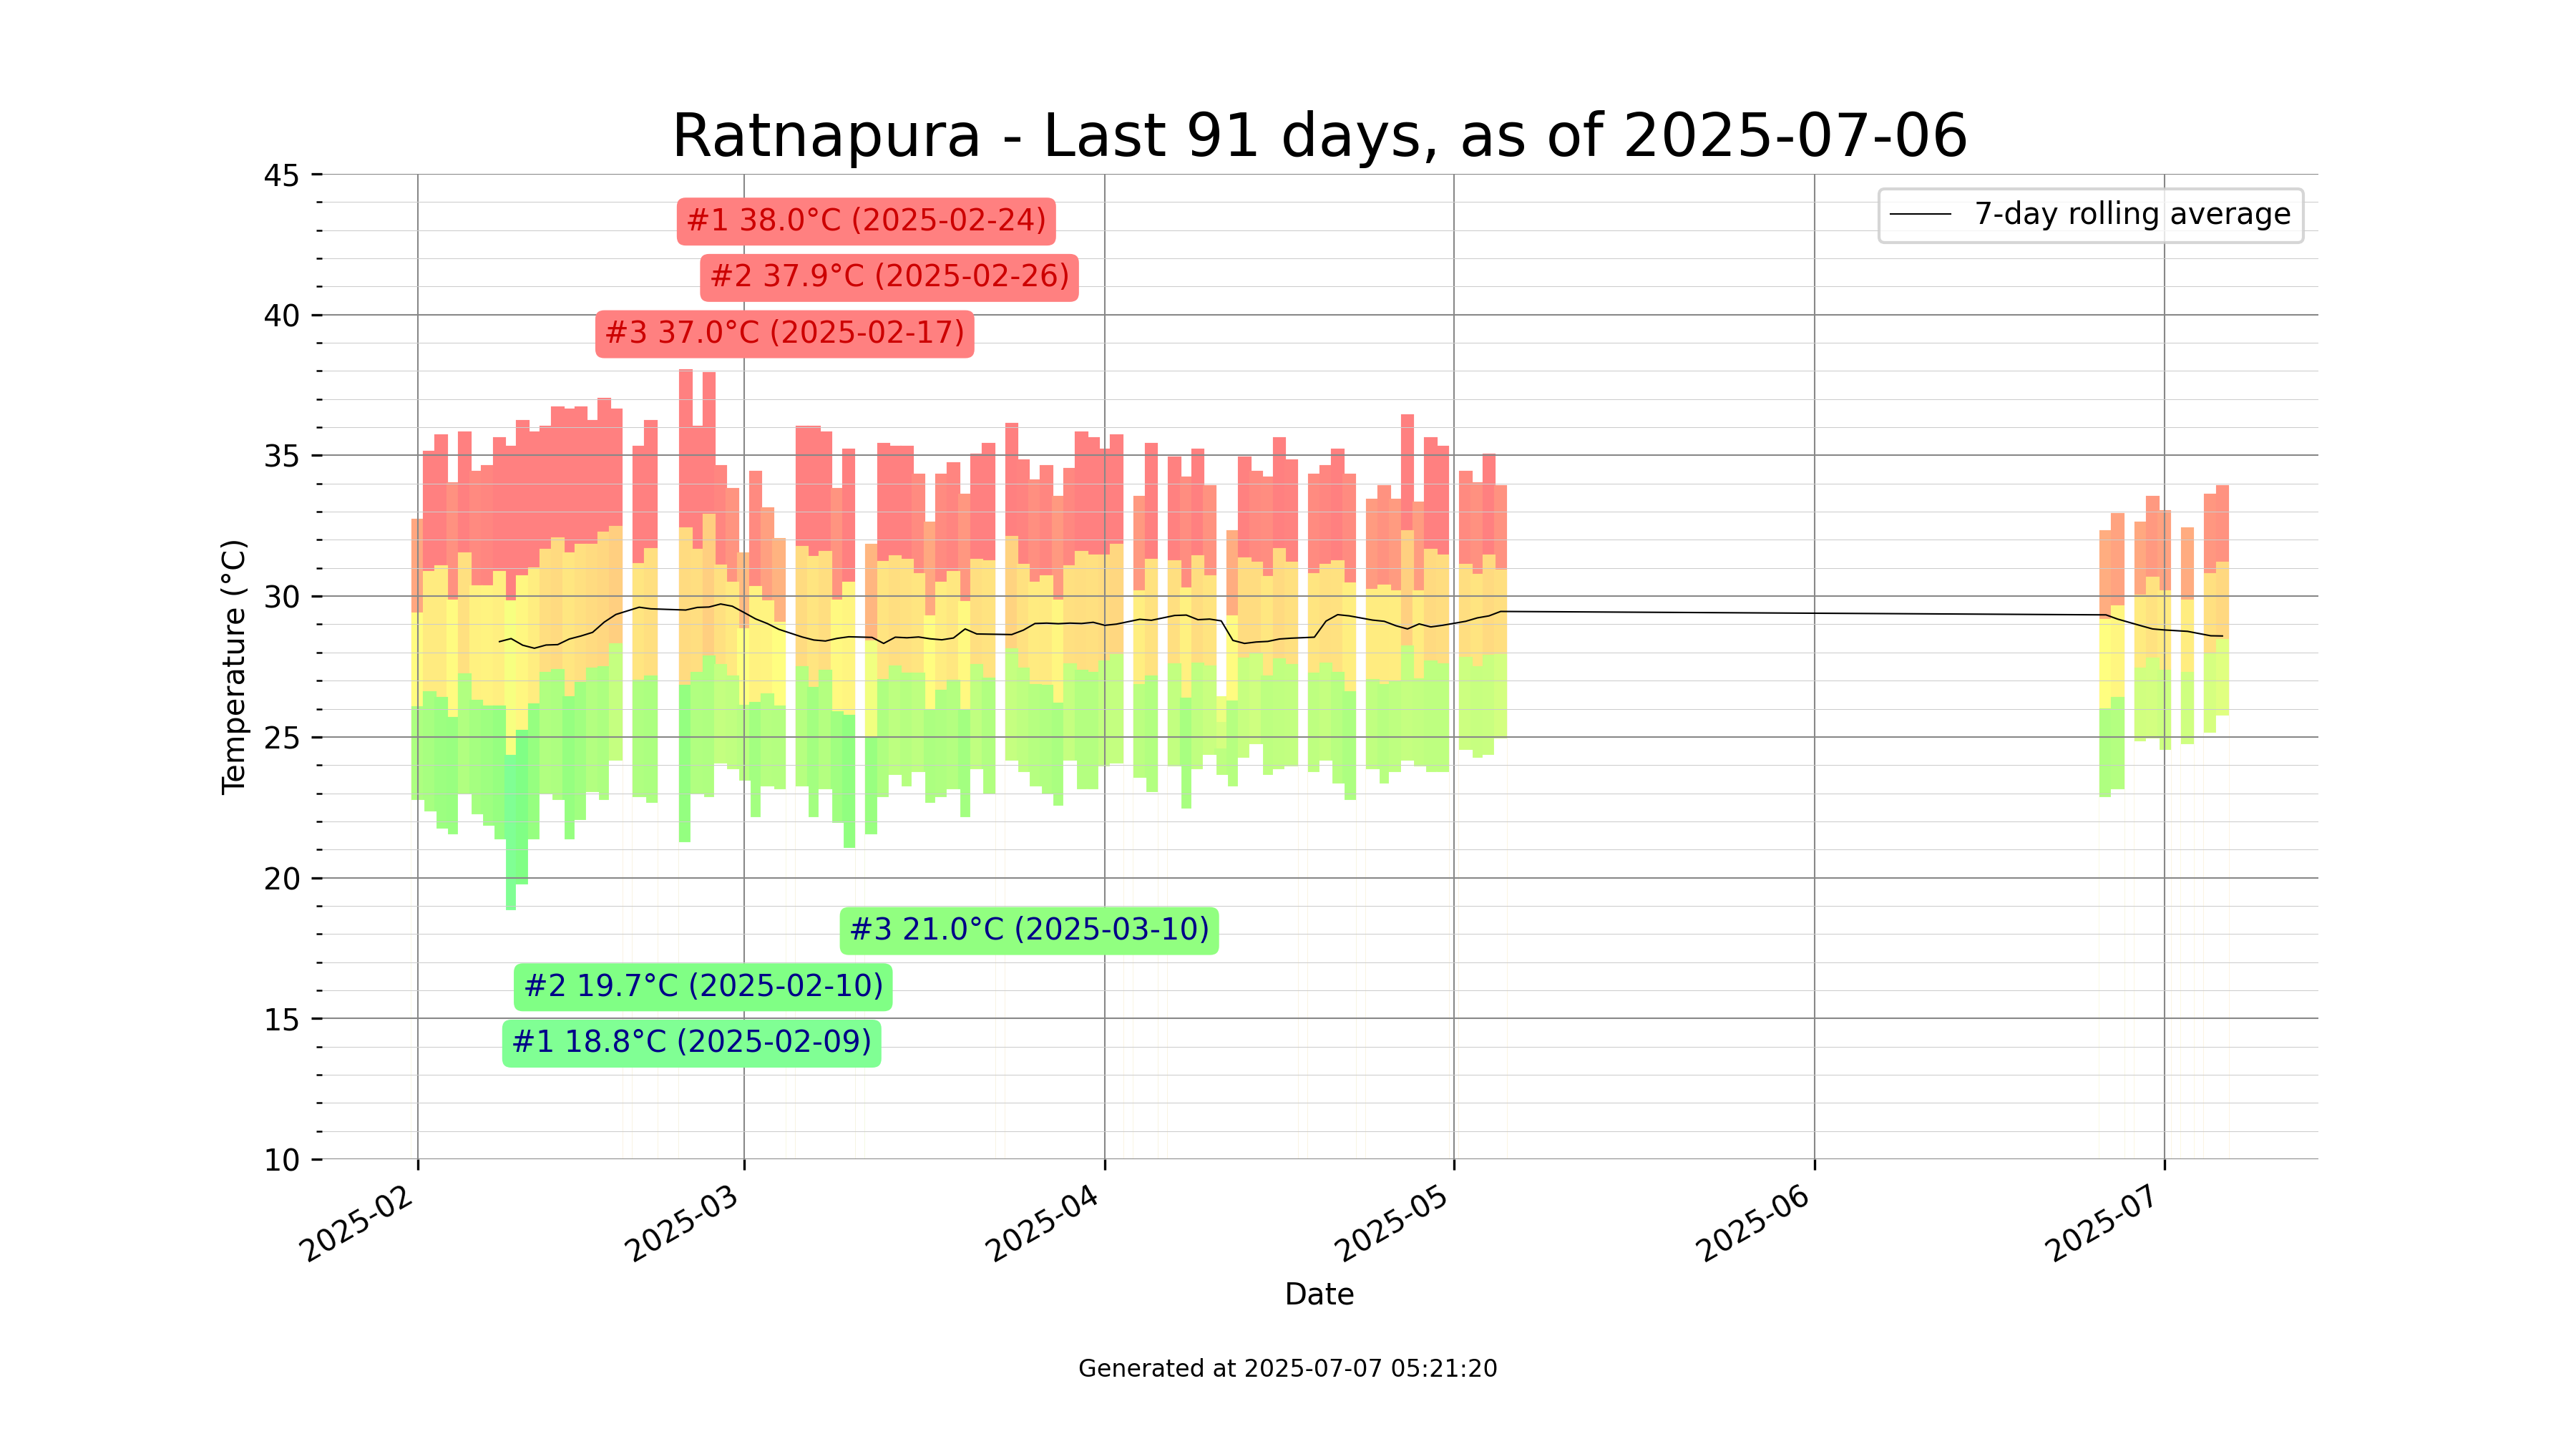 Ratnapura - Last 91 days, as of 2025-07-06
7-day rolling average
#1 38.0°C (2025-02-24)
#2 37.9°C (2025-02-26)
#3 37.0°C (2025-02-17)
#3 21.0°C (2025-03-10)
#2 19.7°C (2025-02-10)
#1 18.8°C (2025-02-09)
Temperature (°C)
45
40
35
30
25
20
15
10
2025-02
2025-03
2025-04
2025-05
2025-06
2025-07
Date
Generated at 2025-07-07 05:21:20